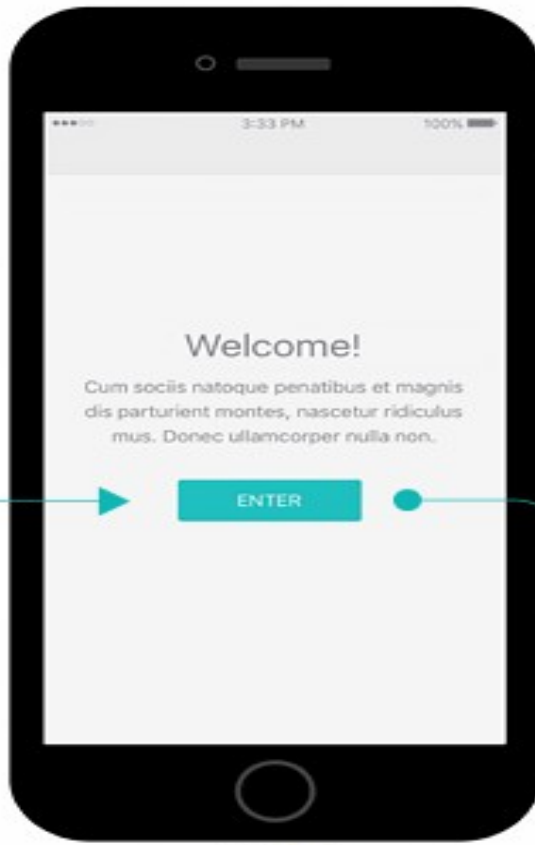 3:33 PM 100%
Welcome!
Cum sociis natoque penatibus et magnis
dis parturient montes, nascetur ridiculus
mus. Donec ullamcorper nulla non.
ENTER